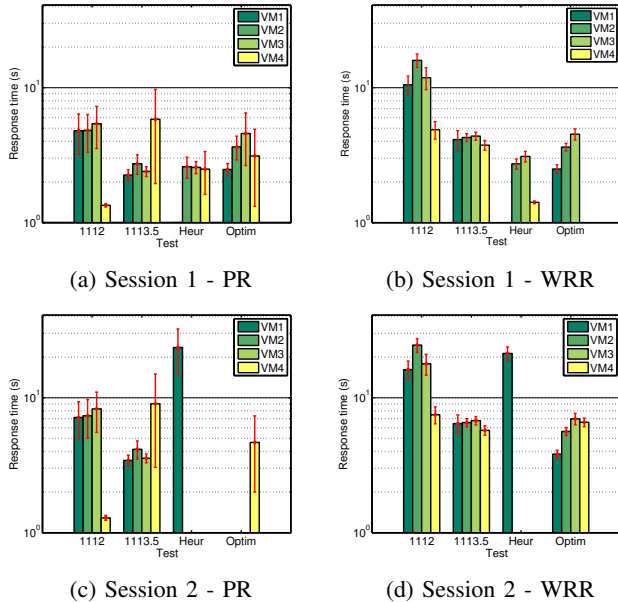 VM1
VM2
VM3
VM4
Response time (s)
10^1
10^0
1112 1113.5 Heur Optim
Test
(a) Session 1 - PR
VM1
VM2
VM3
VM4
Response time (s)
10^1
10^0
1112 1113.5 Heur Optim
Test
(b) Session 1 - WRR
VM1
VM2
VM3
VM4
Response time (s)
10^1
10^0
1112 1113.5 Heur Optim
Test
(c) Session 2 - PR
VM1
VM2
VM3
VM4
Response time (s)
10^1
10^0
1112 1113.5 Heur Optim
Test
(d) Session 2 - WRR